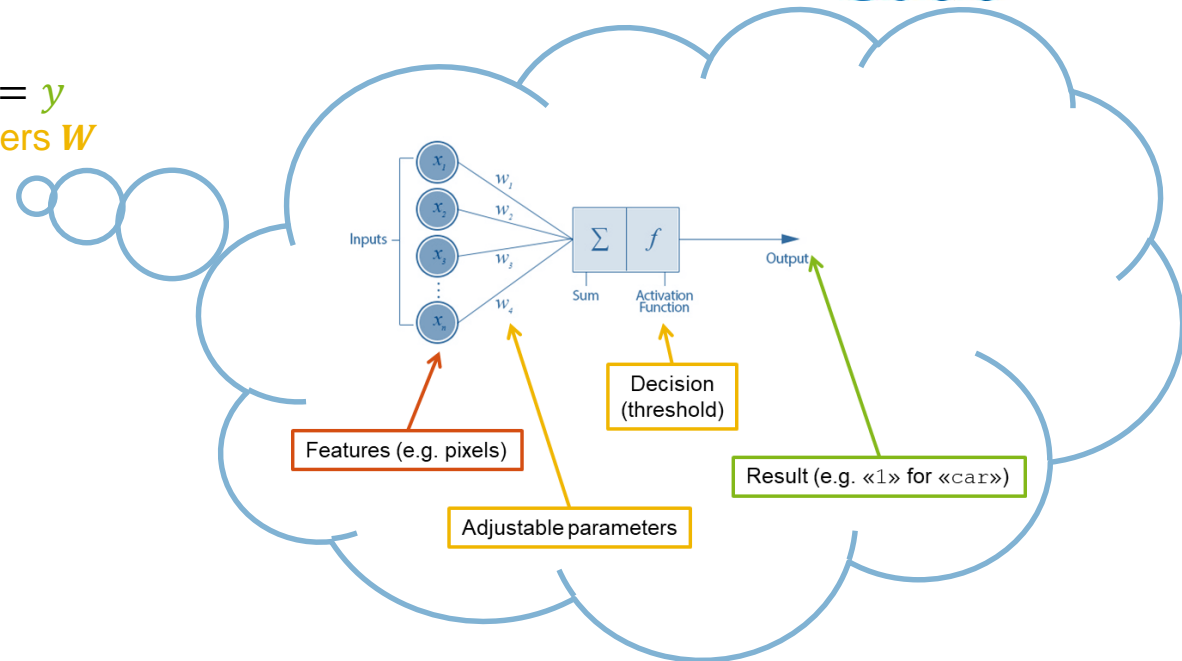 = y
ers W
x1
w1
x2
w2
Inputs
x3
w3
Σ
f
Output
Sum
Activation
Function
w4
xn
Decision
(threshold)
Features (e.g. pixels)
Result (e.g. «1» for «car»)
Adjustable parameters